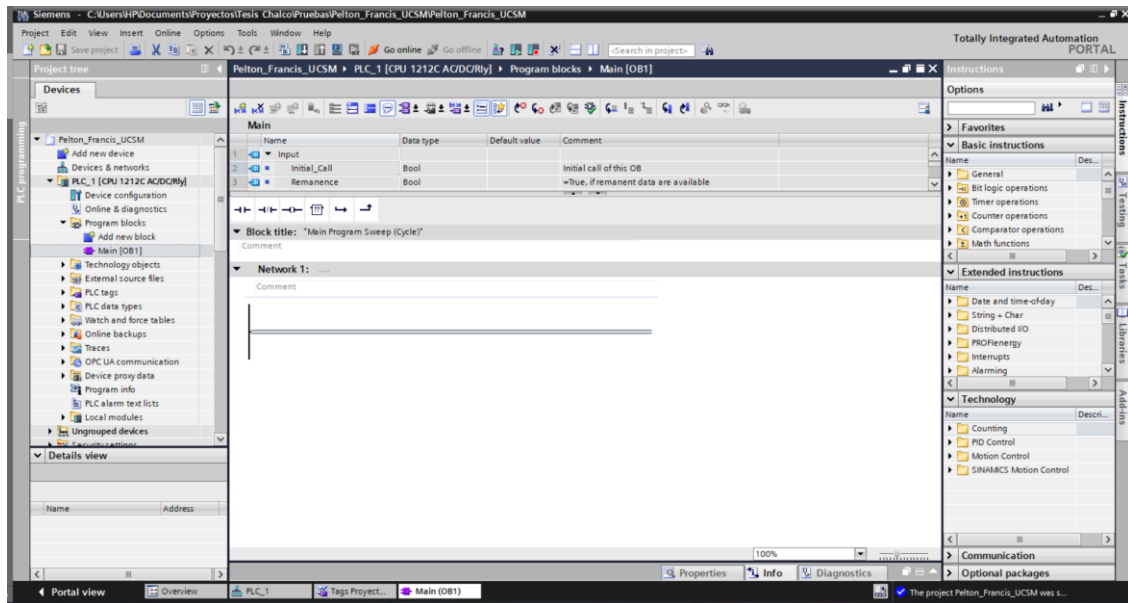 Siemens - C:\Users\HP\Documents\Proyectos\Tesis Chalco\Pruebas\Pelton_Francis_UCSM\Pelton_Francis_UCSM
Project Edit View Insert Online Options Tools Window Help
Totally Integrated Automation
PORTAL
Save project
Go online
Go offline
<Search in project>
Project tree
Devices
Pelton_Francis_UCSM
Add new device
Devices & networks
PLC_1 [CPU 1212C AC/DC/Rly]
Device configuration
Online & diagnostics
Program blocks
Add new block
Main [OB1]
Technology objects
External source files
PLC tags
PLC data types
Watch and force tables
Online backups
Traces
OPC UA communication
Device proxy data
Program info
PLC alarm text lists
Local modules
Ungrouped devices
Security settings
Details view
Name Address
PLC programming
Pelton_Francis_UCSM PLC_1 [CPU 1212C AC/DC/Rly] Program blocks Main [OB1]
Main
Name Data type Default value Comment
1 Input
2 Initial_Call Bool Initial call of this OB
3 Remanence Bool =True, if remanent data are available
Block title: "Main Program Sweep (Cycle)"
Comment
Network 1: .....
Comment
100%
Properties Info Diagnostics
Instructions
Options
Favorites
Basic instructions
Name Des...
General
Bit logic operations
Timer operations
Counter operations
Comparator operations
Math functions
Extended instructions
Name Des...
Date and time-of-day
String + Char
Distributed I/O
PROFIenergy
Interrupts
Alarming
Technology
Name Descri...
Counting
PID Control
Motion Control
SINAMICS Motion Control
Communication
Optional packages
Instructions
Testing
Tasks
Libraries
Add-ins
Portal view Overview PLC_1 Tags Proyect... Main (OB1)
The project Pelton_Francis_UCSM was s...